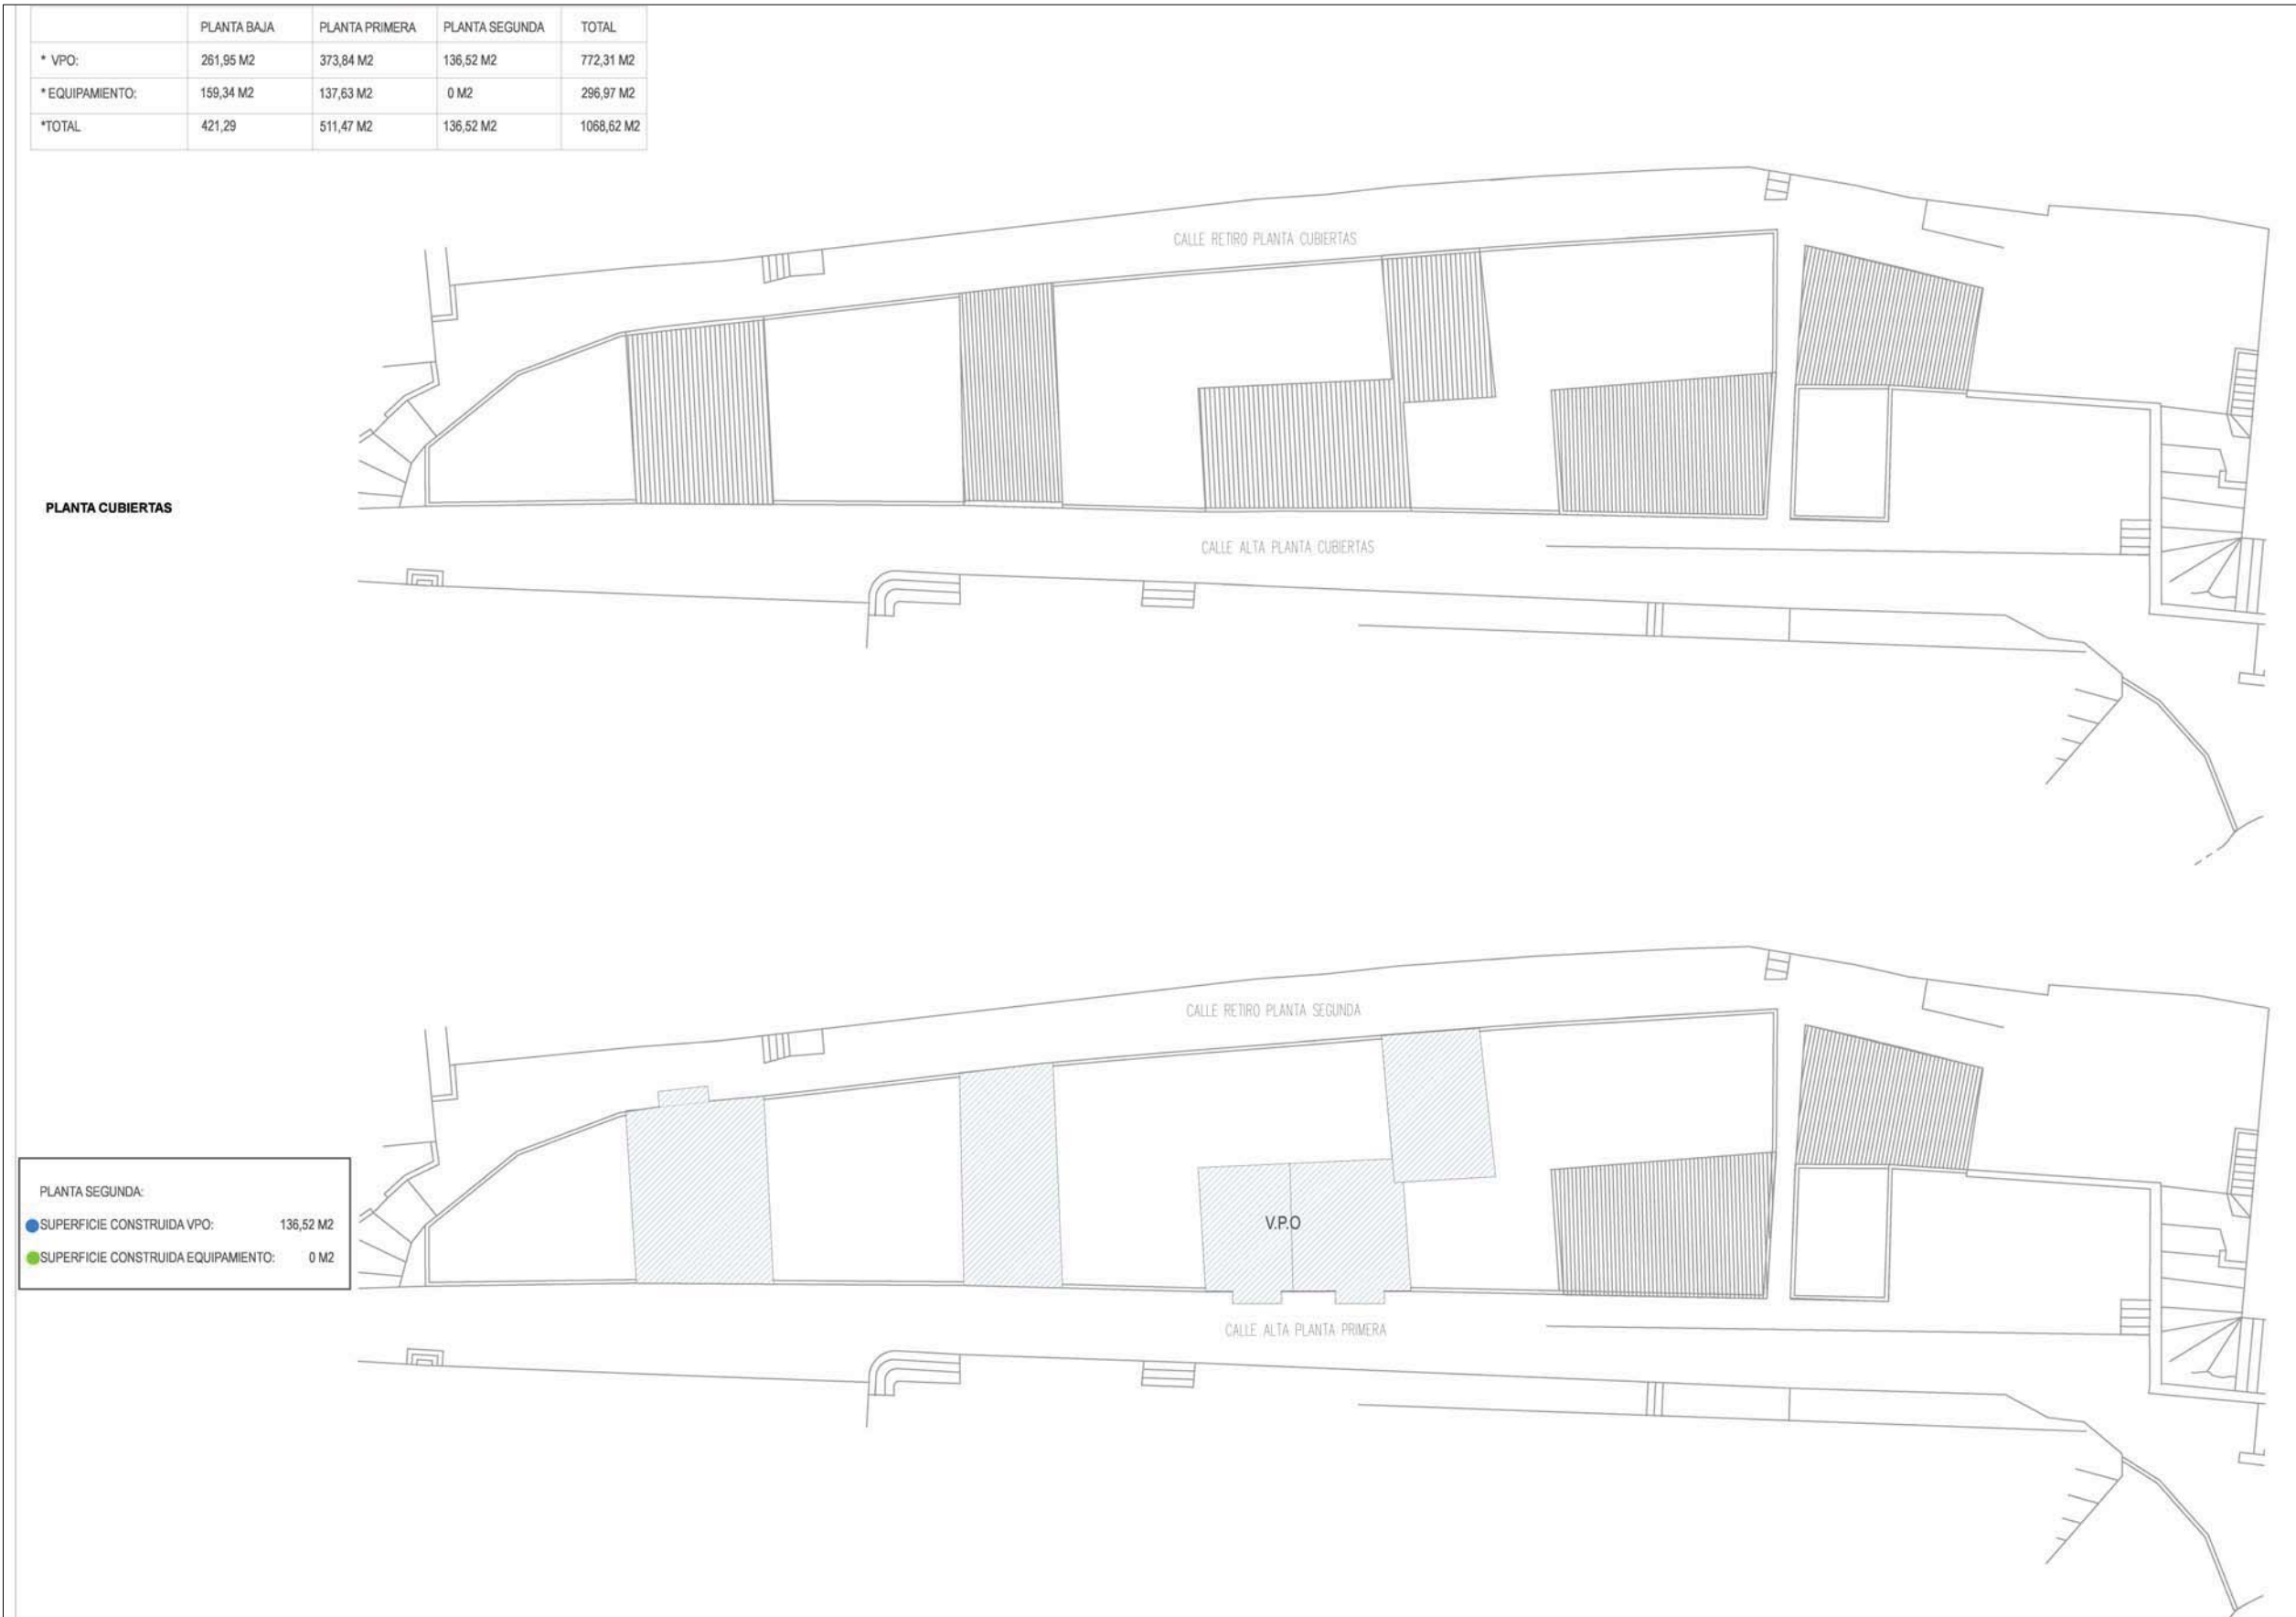 PLANTA BAJA PLANTA PRIMERA PLANTA SEGUNDA TOTAL
* VPO: 261,95 M2 373,84 M2 136,52 M2 772,31 M2
* EQUIPAMIENTO: 159,34 M2 137,63 M2 0 M2 296,97 M2
*TOTAL 421,29 511,47 M2 136,52 M2 1068,62 M2
CALLE RETIRO PLANTA CUBIERTAS
PLANTA CUBIERTAS
CALLE ALTA PLANTA CUBIERTAS
CALLE RETIRO PLANTA SEGUNDA
PLANTA SEGUNDA:
SUPERFICIE CONSTRUIDA VPO: 136,52 M2
SUPERFICIE CONSTRUIDA EQUIPAMIENTO: 0 M2
V.P.O
CALLE ALTA PLANTA PRIMERA